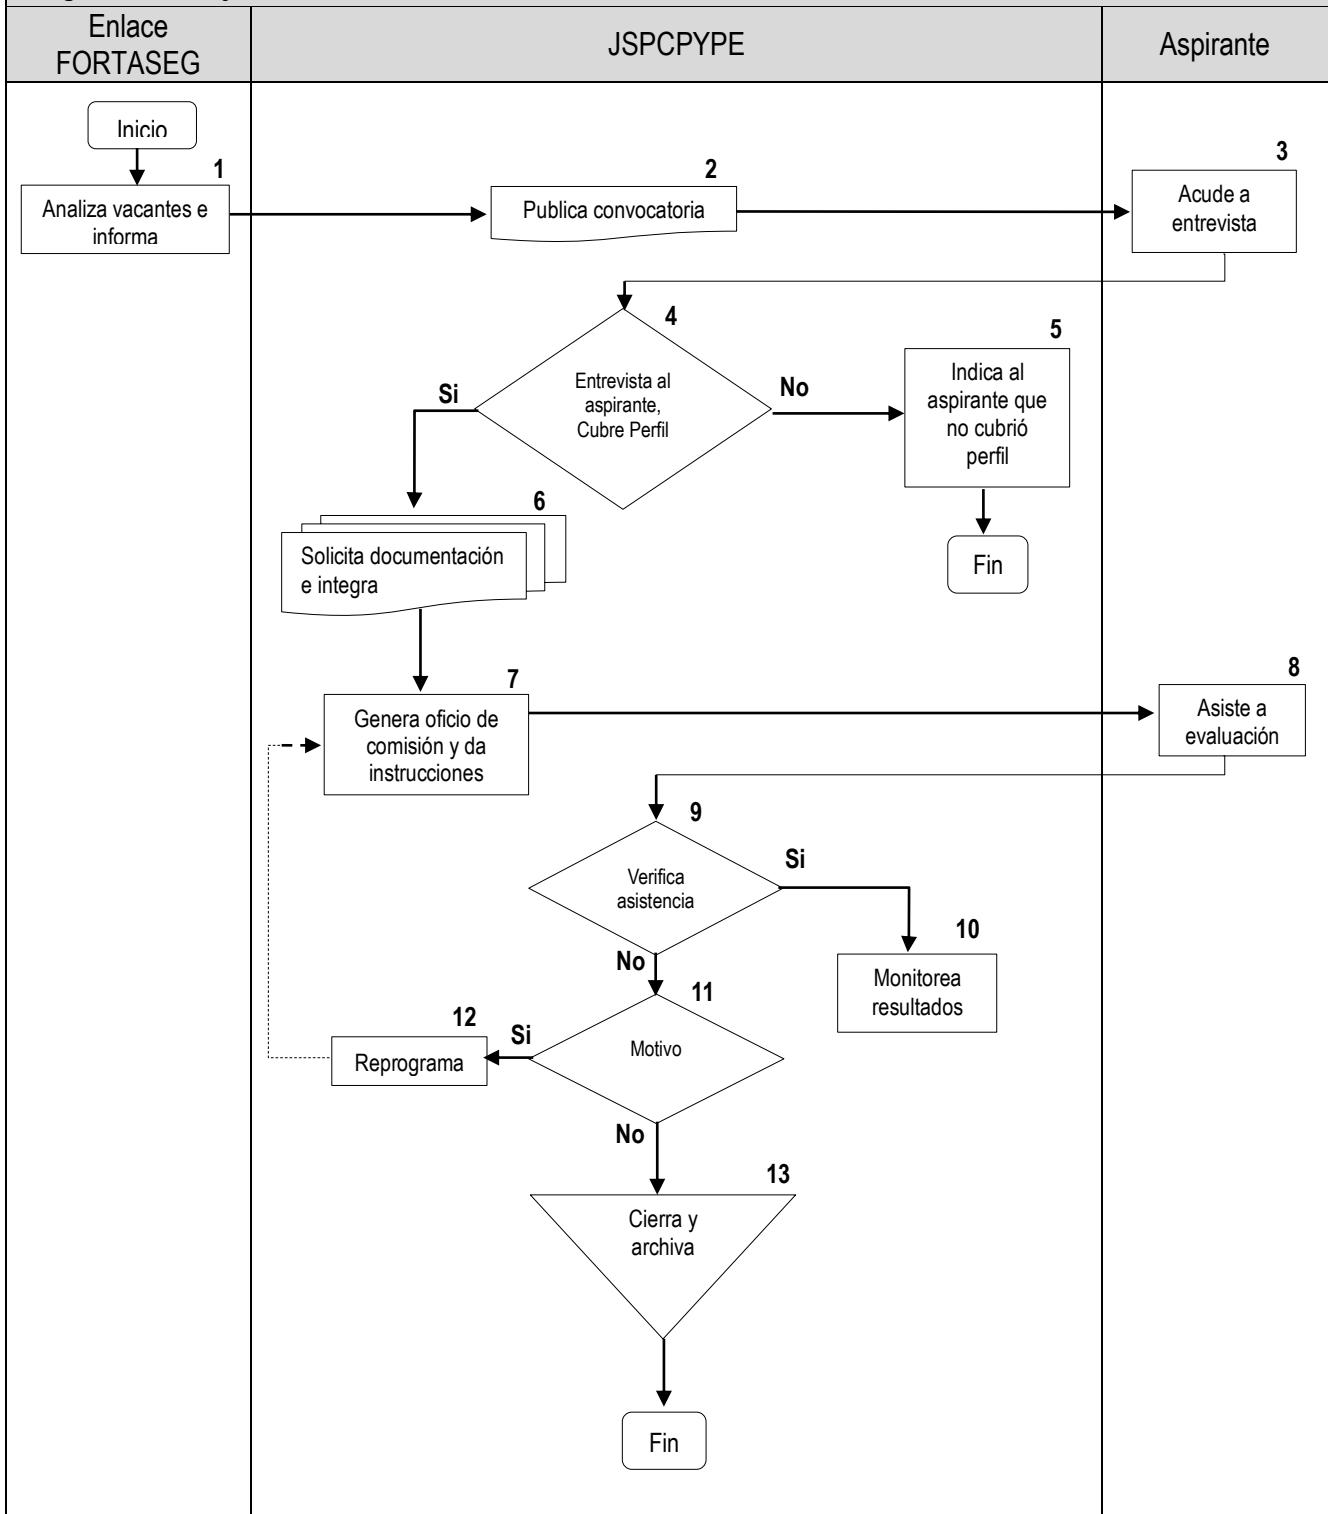 Enlace
FORTASEG
JSPCPYPE
Aspirante
Inicio
1
Analiza vacantes e
informa
2
Publica convocatoria
3
Acude a
entrevista
4
Entrevista al
aspirante,
Cubre Perfil
Si
No
5
Indica al
aspirante que
no cubrió
perfil
Fin
6
Solicita documentación
e integra
7
Genera oficio de
comisión y da
instrucciones
8
Asiste a
evaluación
9
Verifica
asistencia
Si
No
10
Monitorea
resultados
11
Motivo
Si
12
Reprograma
No
13
Cierra y
archiva
Fin